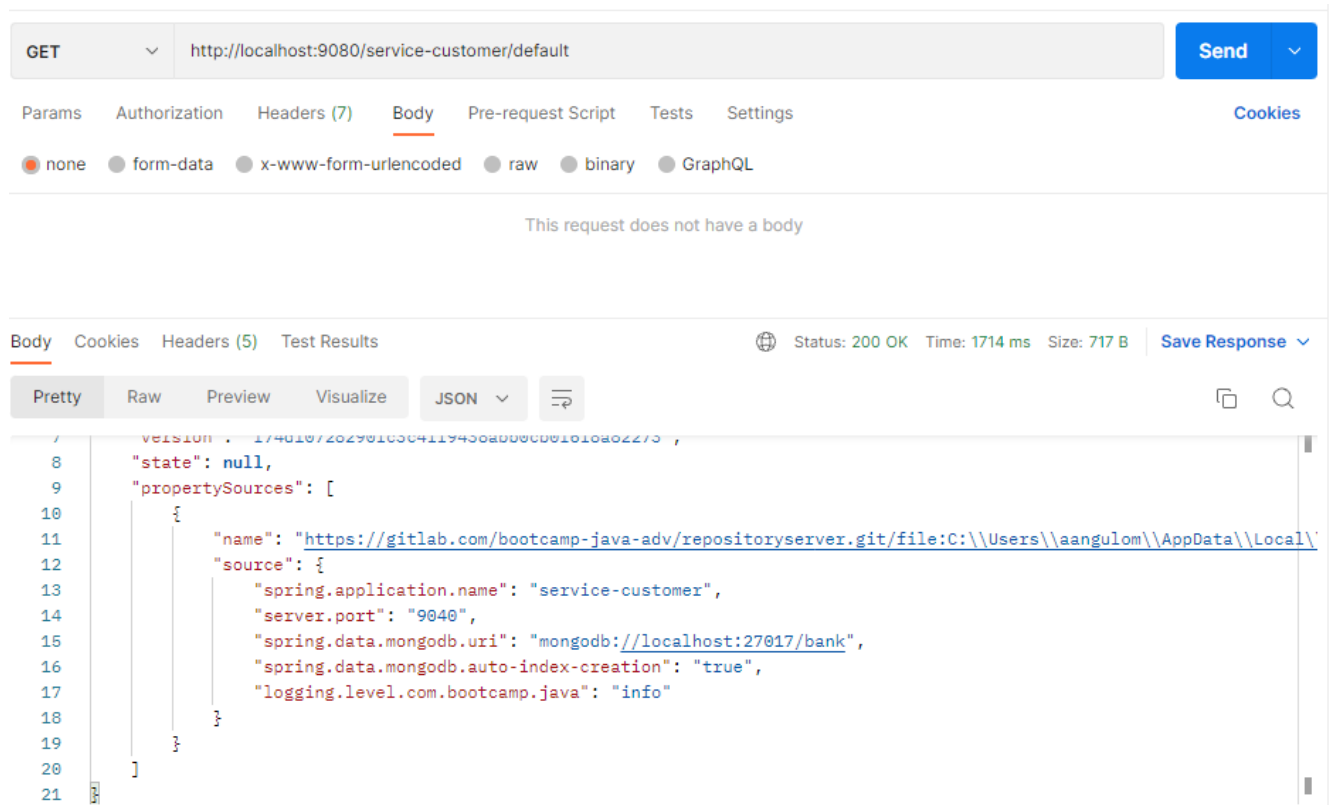 GET http://localhost:9080/service-customer/default Send
Params Authorization Headers (7) Body Pre-request Script Tests Settings Cookies
none form-data x-www-form-urlencoded raw binary GraphQL
This request does not have a body
Body Cookies Headers (5) Test Results Status: 200 OK Time: 1714 ms Size: 717 B Save Response
Pretty Raw Preview Visualize JSON
7 "version":
8 "state": null,
9 "propertySources": [
10 {
11 "name": "https://gitlab.com/bootcamp-java-adv/repositoryserver.git/file:C:\\Users\\aangulom\\AppData\\Local\
12 "source": {
13 "spring.application.name": "service-customer",
14 "server.port": "9040",
15 "spring.data.mongodb.uri": "mongodb://localhost:27017/bank",
16 "spring.data.mongodb.auto-index-creation": "true",
17 "logging.level.com.bootcamp.java": "info"
18 }
19 }
20 ]
21 }